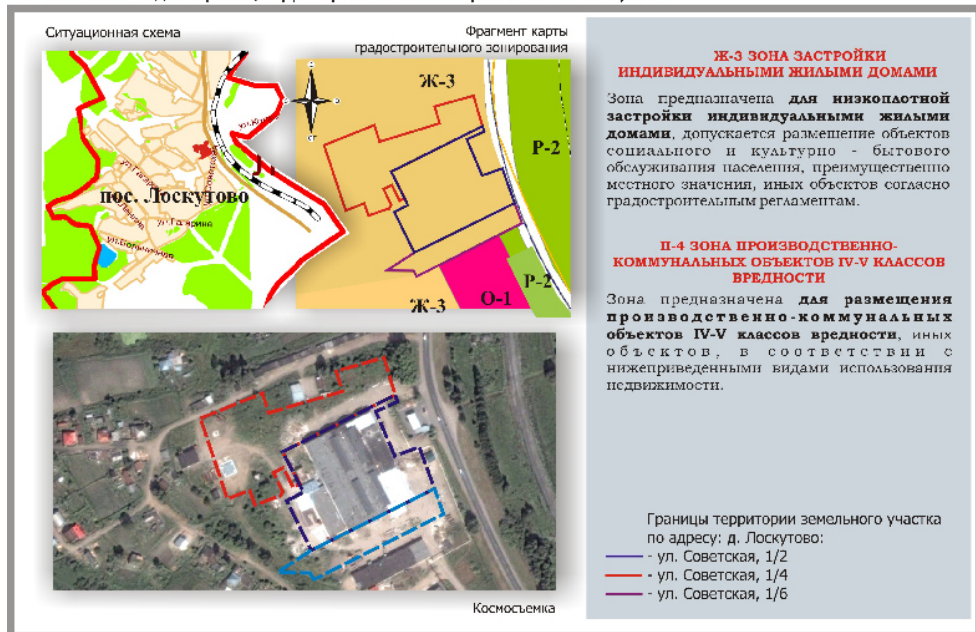 Ситуационная схема
Фрагмент карты
градостроительного зонирования
пос. Лоскутово
ул.Гагарина
Ж-3
Р-2
Р-2
О-1
Ж-3
Космосъемка
Ж-3 ЗОНА ЗАСТРОЙКИ
ИНДИВИДУАЛЬНЫМИ ЖИЛЫМИ ДОМАМИ
Зона предназначена для низкоплотной
застройки индивидуальными жилыми
домами, допускается размещение объектов
социального и культурно - бытового
обслуживания населения, преимущественно
местного значения, иных объектов согласно
градостроительным регламентам.
П-4 ЗОНА ПРОИЗВОДСТВЕННО-
КОММУНАЛЬНЫХ ОБЪЕКТОВ IV-V КЛАССОВ
ВРЕДНОСТИ
Зона предназначена для размещения
производственно-коммунальных
объектов IV-V классов вредности, иных
объектов, в соответствии с
нижеприведенными видами использования
недвижимости.
Границы территории земельного участка
по адресу: д. Лоскутово:
- ул. Советская, 1/2
- ул. Советская, 1/4
- ул. Советская, 1/6